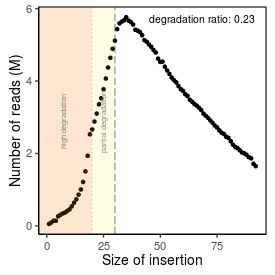 degradation ratio: 0.23
6
4
2
0
Number of reads (M)
high degradation
partial degradation
0
25
50
75
Size of insertion